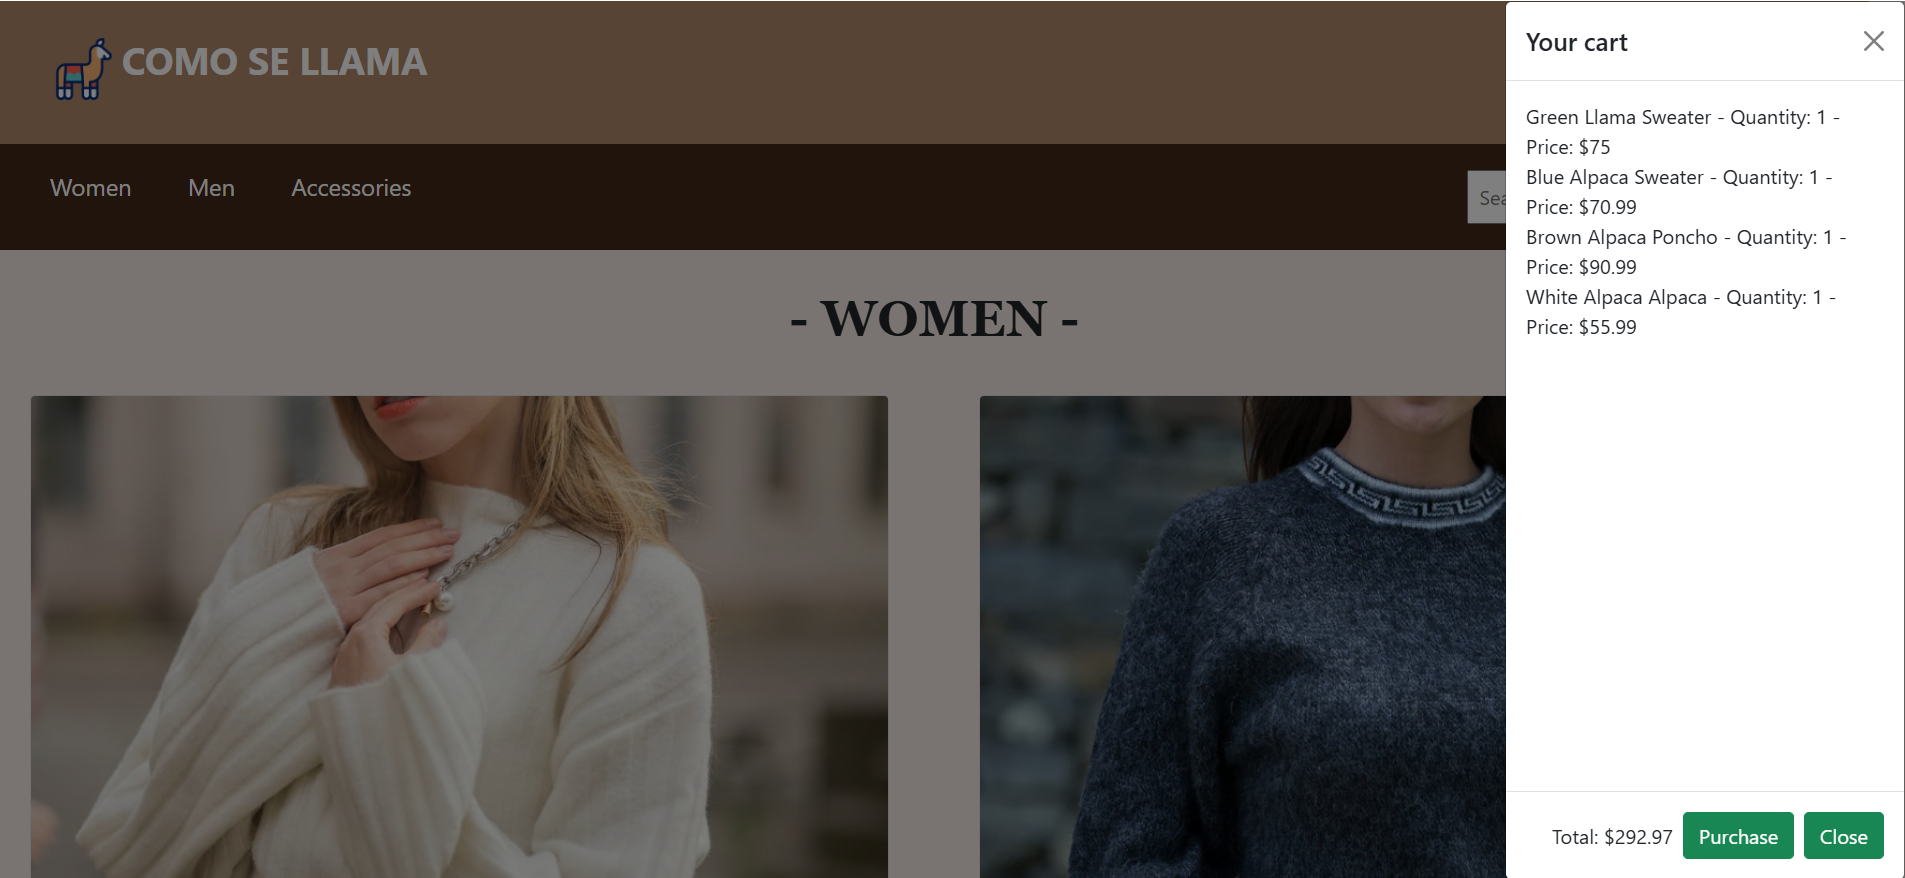 COMO SE LLAMA
Women
Men
Accessories
- WOMEN -
Your cart
Green Llama Sweater - Quantity: 1 -
Price: $75
Blue Alpaca Sweater - Quantity: 1 -
Price: $70.99
Brown Alpaca Poncho - Quantity: 1 -
Price: $90.99
White Alpaca Alpaca - Quantity: 1 -
Price: $55.99
Total: $292.97
Purchase
Close